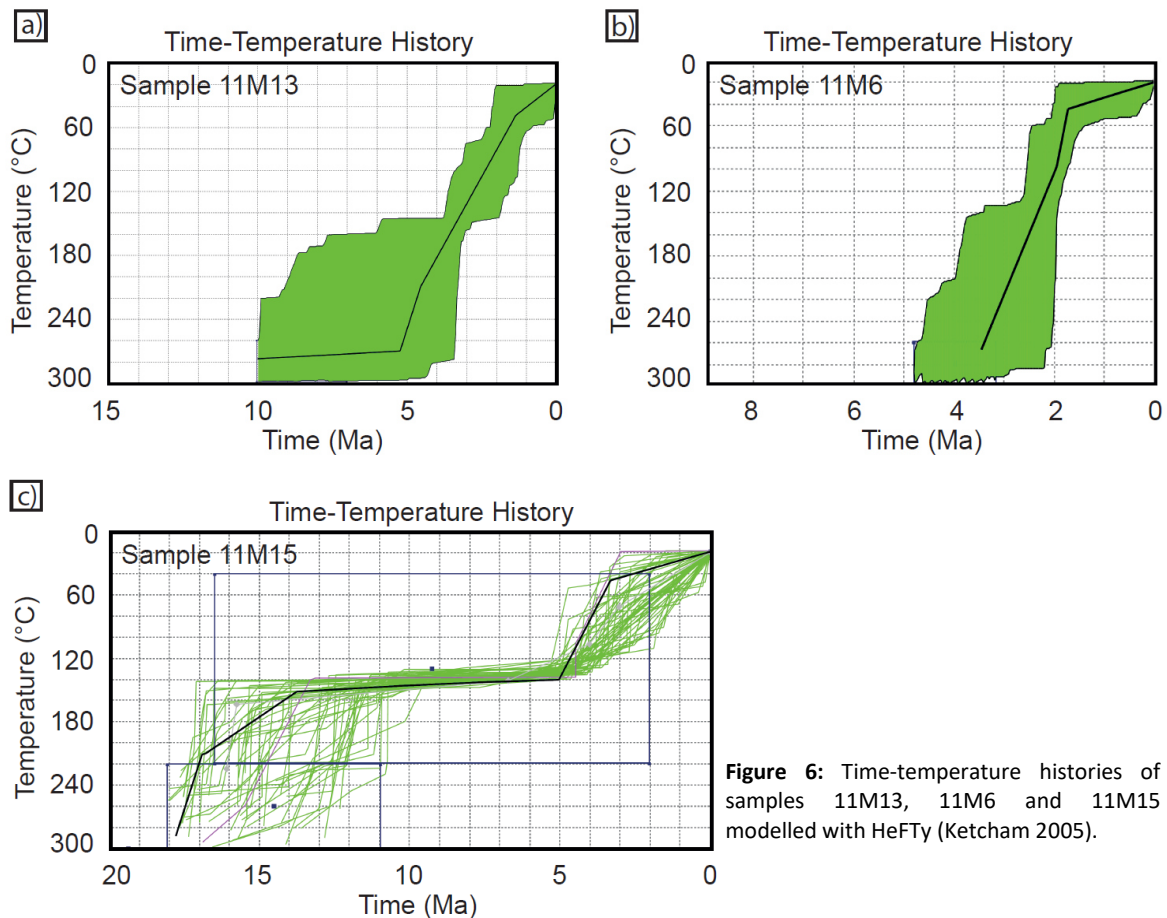 a)
Time-Temperature History
Sample 11M13
Temperature (°C)
0
60
120
180
240
300
15
10
5
0
Time (Ma)
b)
Time-Temperature History
Sample 11M6
Temperature (°C)
0
60
120
180
240
300
8
6
4
2
0
Time (Ma)
c)
Time-Temperature History
Sample 11M15
Temperature (°C)
0
60
120
180
240
300
20
15
10
5
0
Time (Ma)
Figure 6: Time-temperature histories of
samples 11M13, 11M6 and 11M15
modelled with HeFTy (Ketcham 2005).